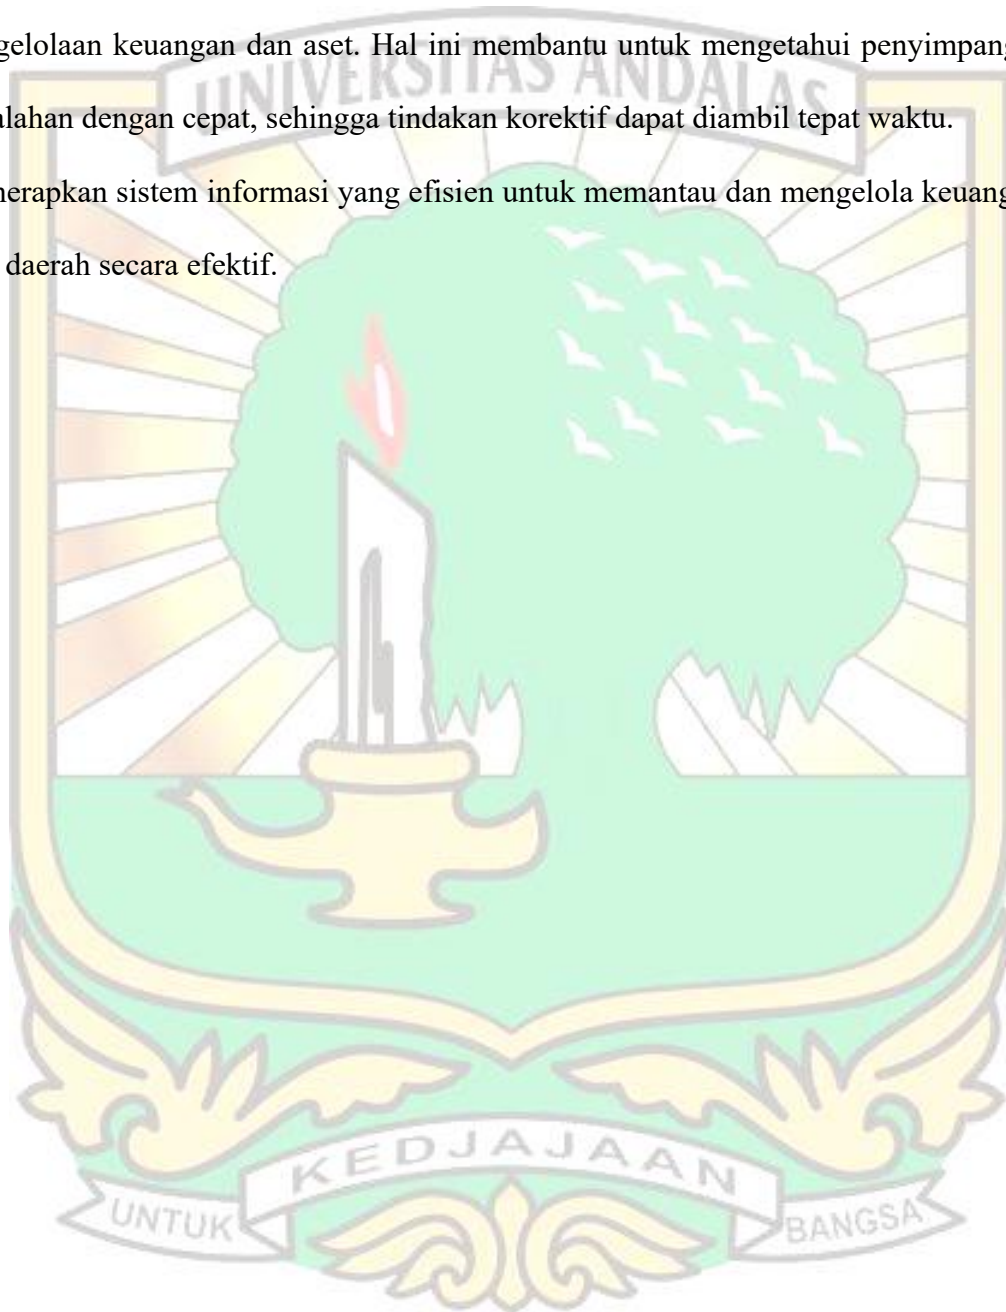 gelolaan keuangan dan aset. Hal ini membantu untuk mengetahui penyimpang
alahan dengan cepat, sehingga tindakan korektif dapat diambil tepat waktu.
nerapkan sistem informasi yang efisien untuk memantau dan mengelola keuang
daerah secara efektif.
UNIVERSITAS ANDALAS
KEDJAJAAN
UNTUK
BANGSA